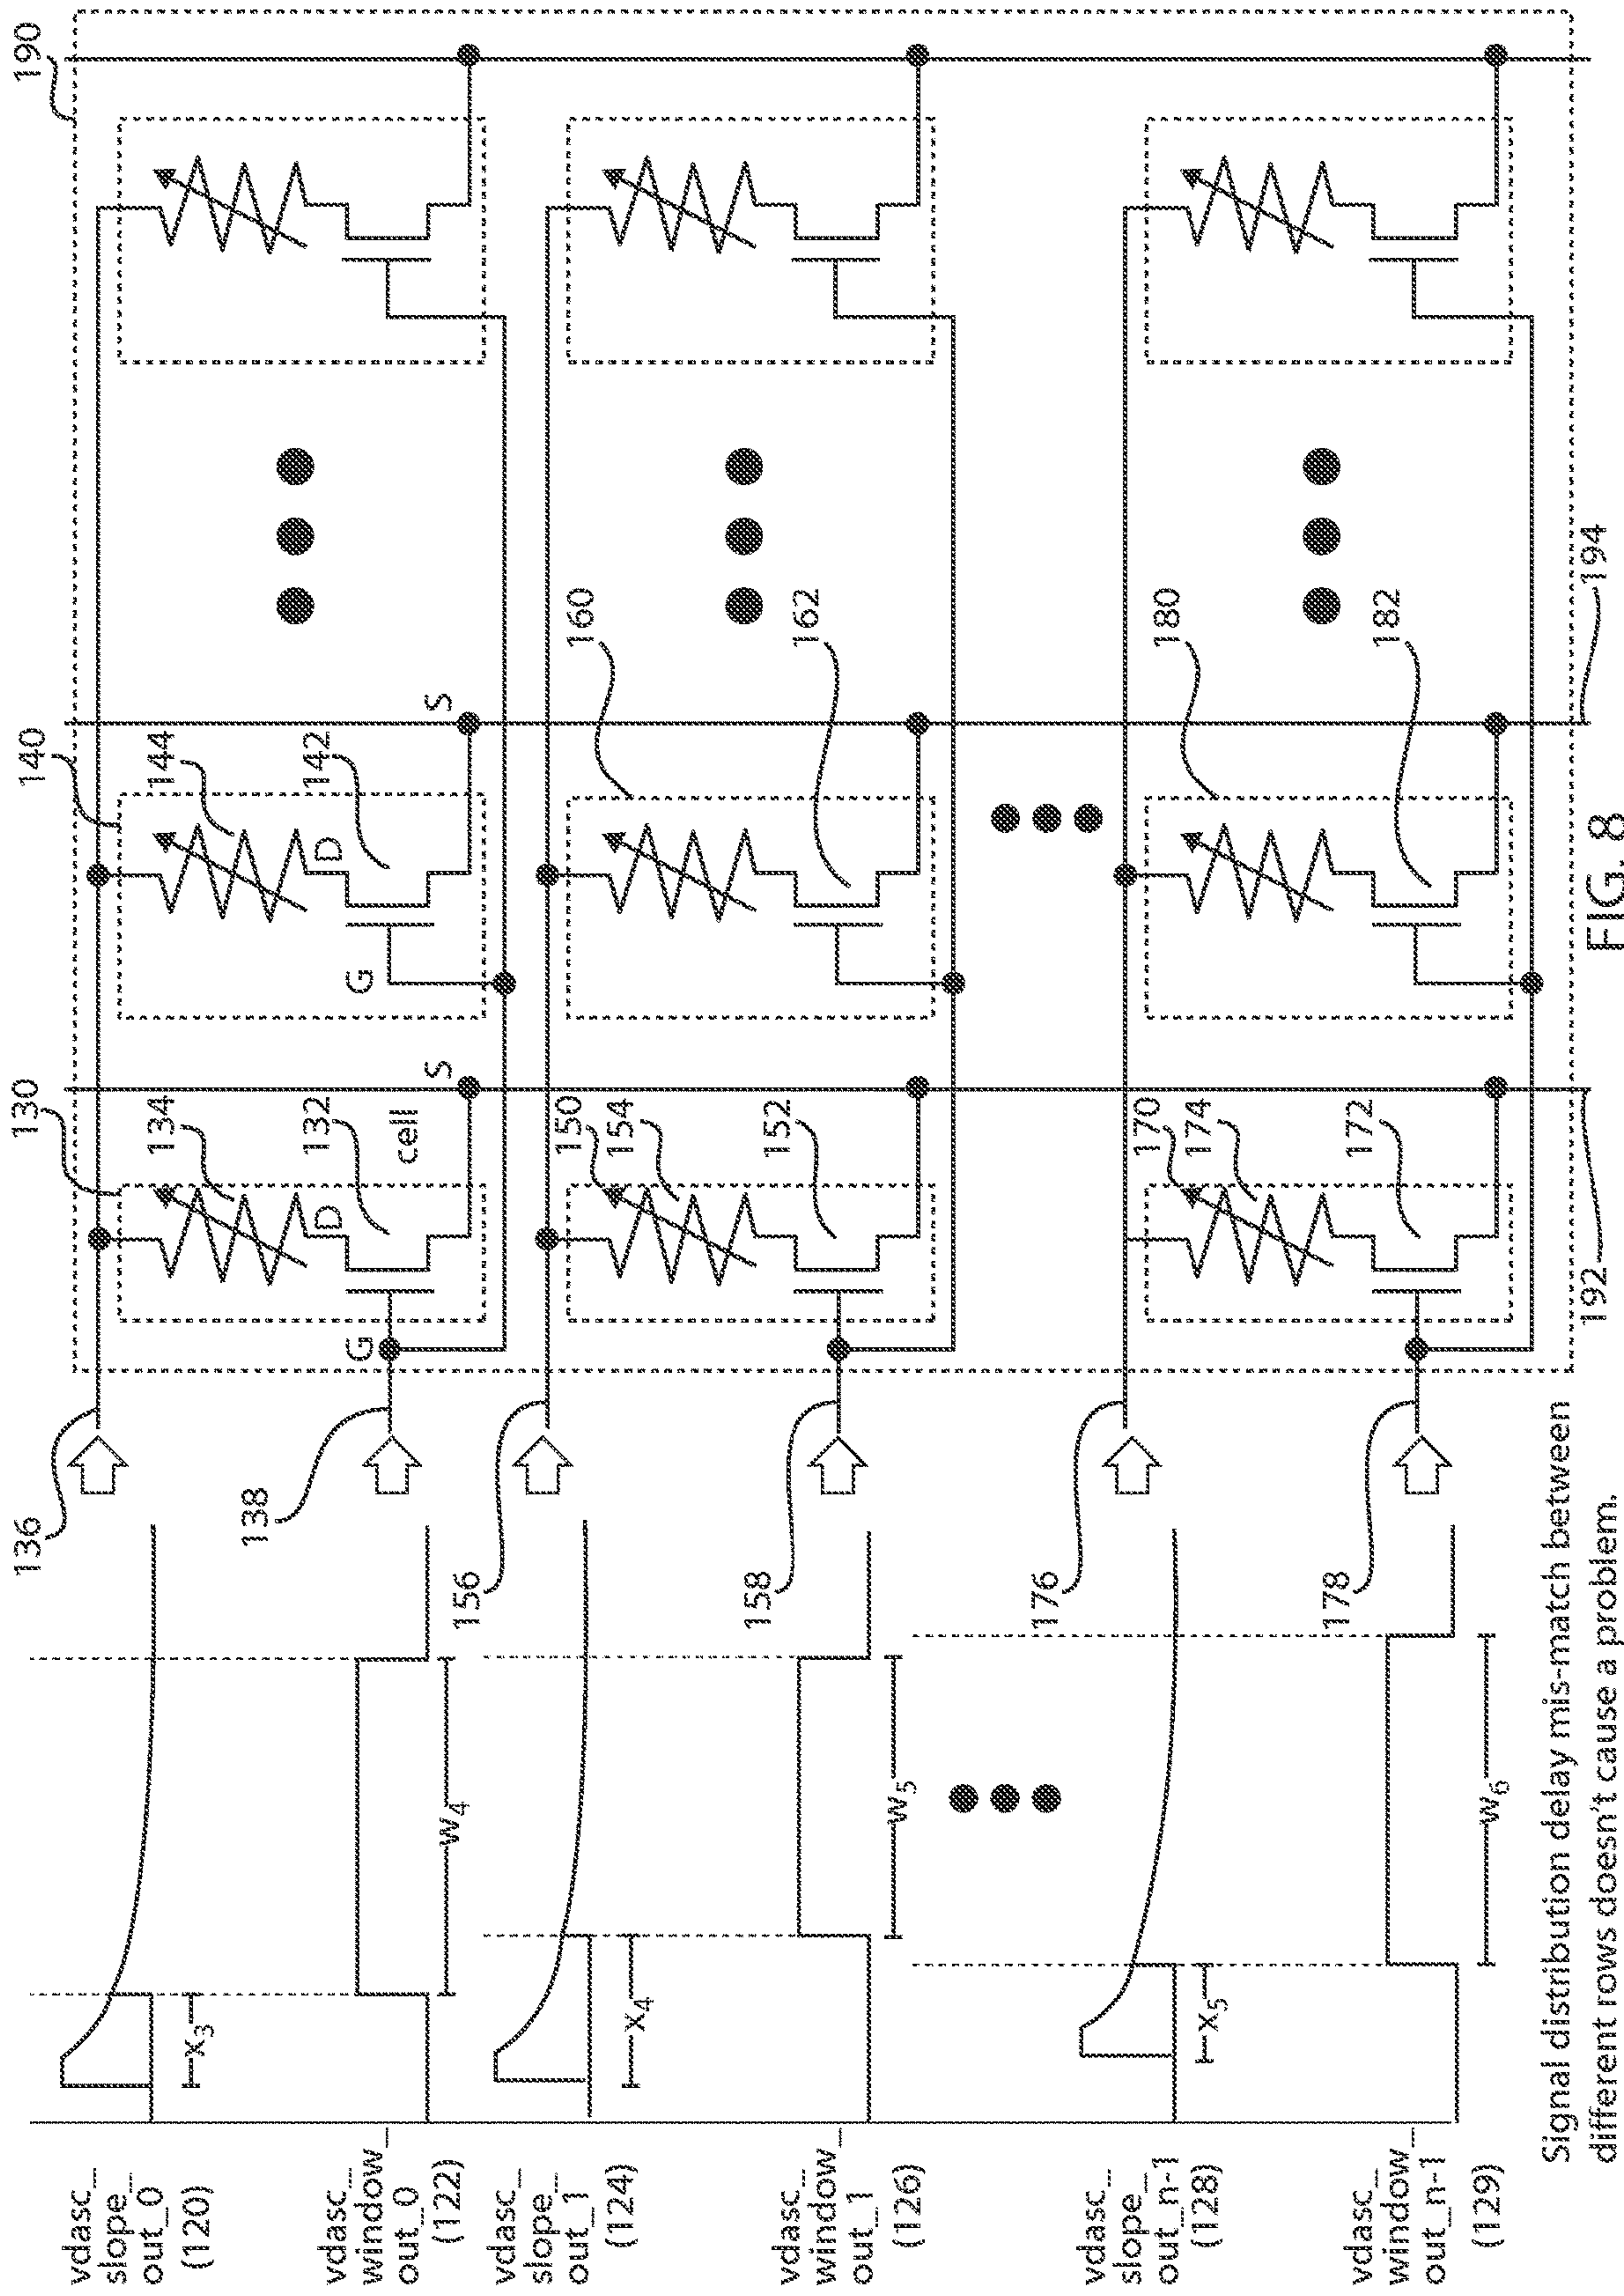 vdasc_
slope_
out_0
(120)
vdasc_
window_
out_0
(122)
vdasc_
slope_
out_1
(124)
vdasc_
window_
out_1
(126)
vdasc_
slope_
out_n-1
(128)
vdasc_
window_
out_n-1
(129)
x3
w4
x4
w5
x5
w6
136
138
156
158
176
178
130
134
132
cell
G
D
S
140
144
142
G
D
S
150
154
152
160
162
170
174
172
180
182
190
192
194
Signal distribution delay mis-match between
different rows doesn't cause a problem.
FIG. 8